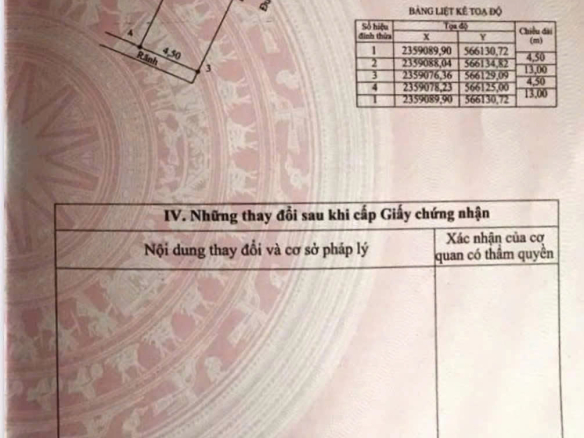 BẢNG LIỆT KÊ TOẠ ĐỘ
Số hiệu đỉnh thửa Toạ độ Chiều dài (m)
X Y
1 2359089,90 566130,72
4,50
2 2359088,04 566134,82
13,00
3 2359076,36 566129,09
4,50
4 2359078,23 566125,00
13,00
1 2359089,90 566130,72
4 4,50 3
Rãnh
IV. Những thay đổi sau khi cấp Giấy chứng nhận
Nội dung thay đổi và cơ sở pháp lý
Xác nhận của cơ
quan có thẩm quyền